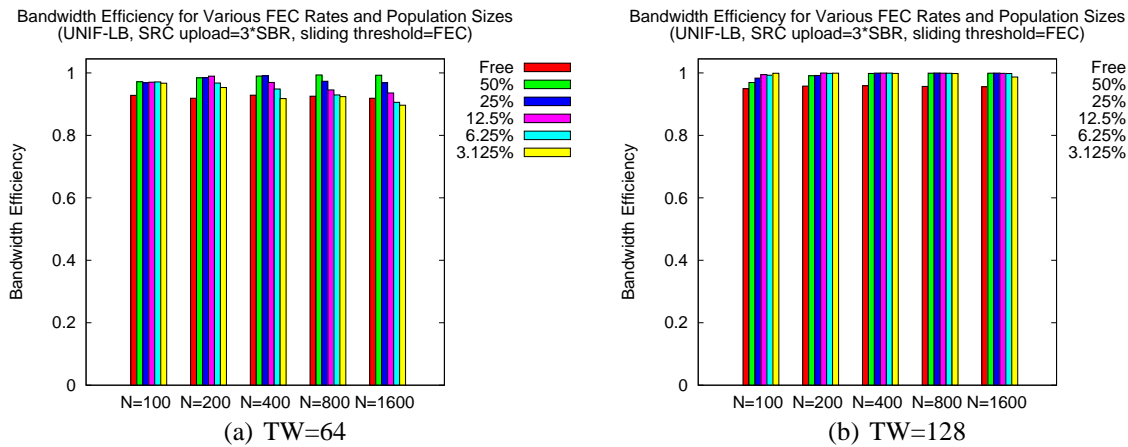 Bandwidth Efficiency for Various FEC Rates and Population Sizes
(UNIF-LB, SRC upload=3*SBR, sliding threshold=FEC)
Free
50%
25%
12.5%
6.25%
3.125%
Bandwidth Efficiency
1
0.8
0.6
0.4
0.2
0
N=100 N=200 N=400 N=800 N=1600
(a) TW=64
Bandwidth Efficiency for Various FEC Rates and Population Sizes
(UNIF-LB, SRC upload=3*SBR, sliding threshold=FEC)
Free
50%
25%
12.5%
6.25%
3.125%
Bandwidth Efficiency
1
0.8
0.6
0.4
0.2
0
N=100 N=200 N=400 N=800 N=1600
(b) TW=128